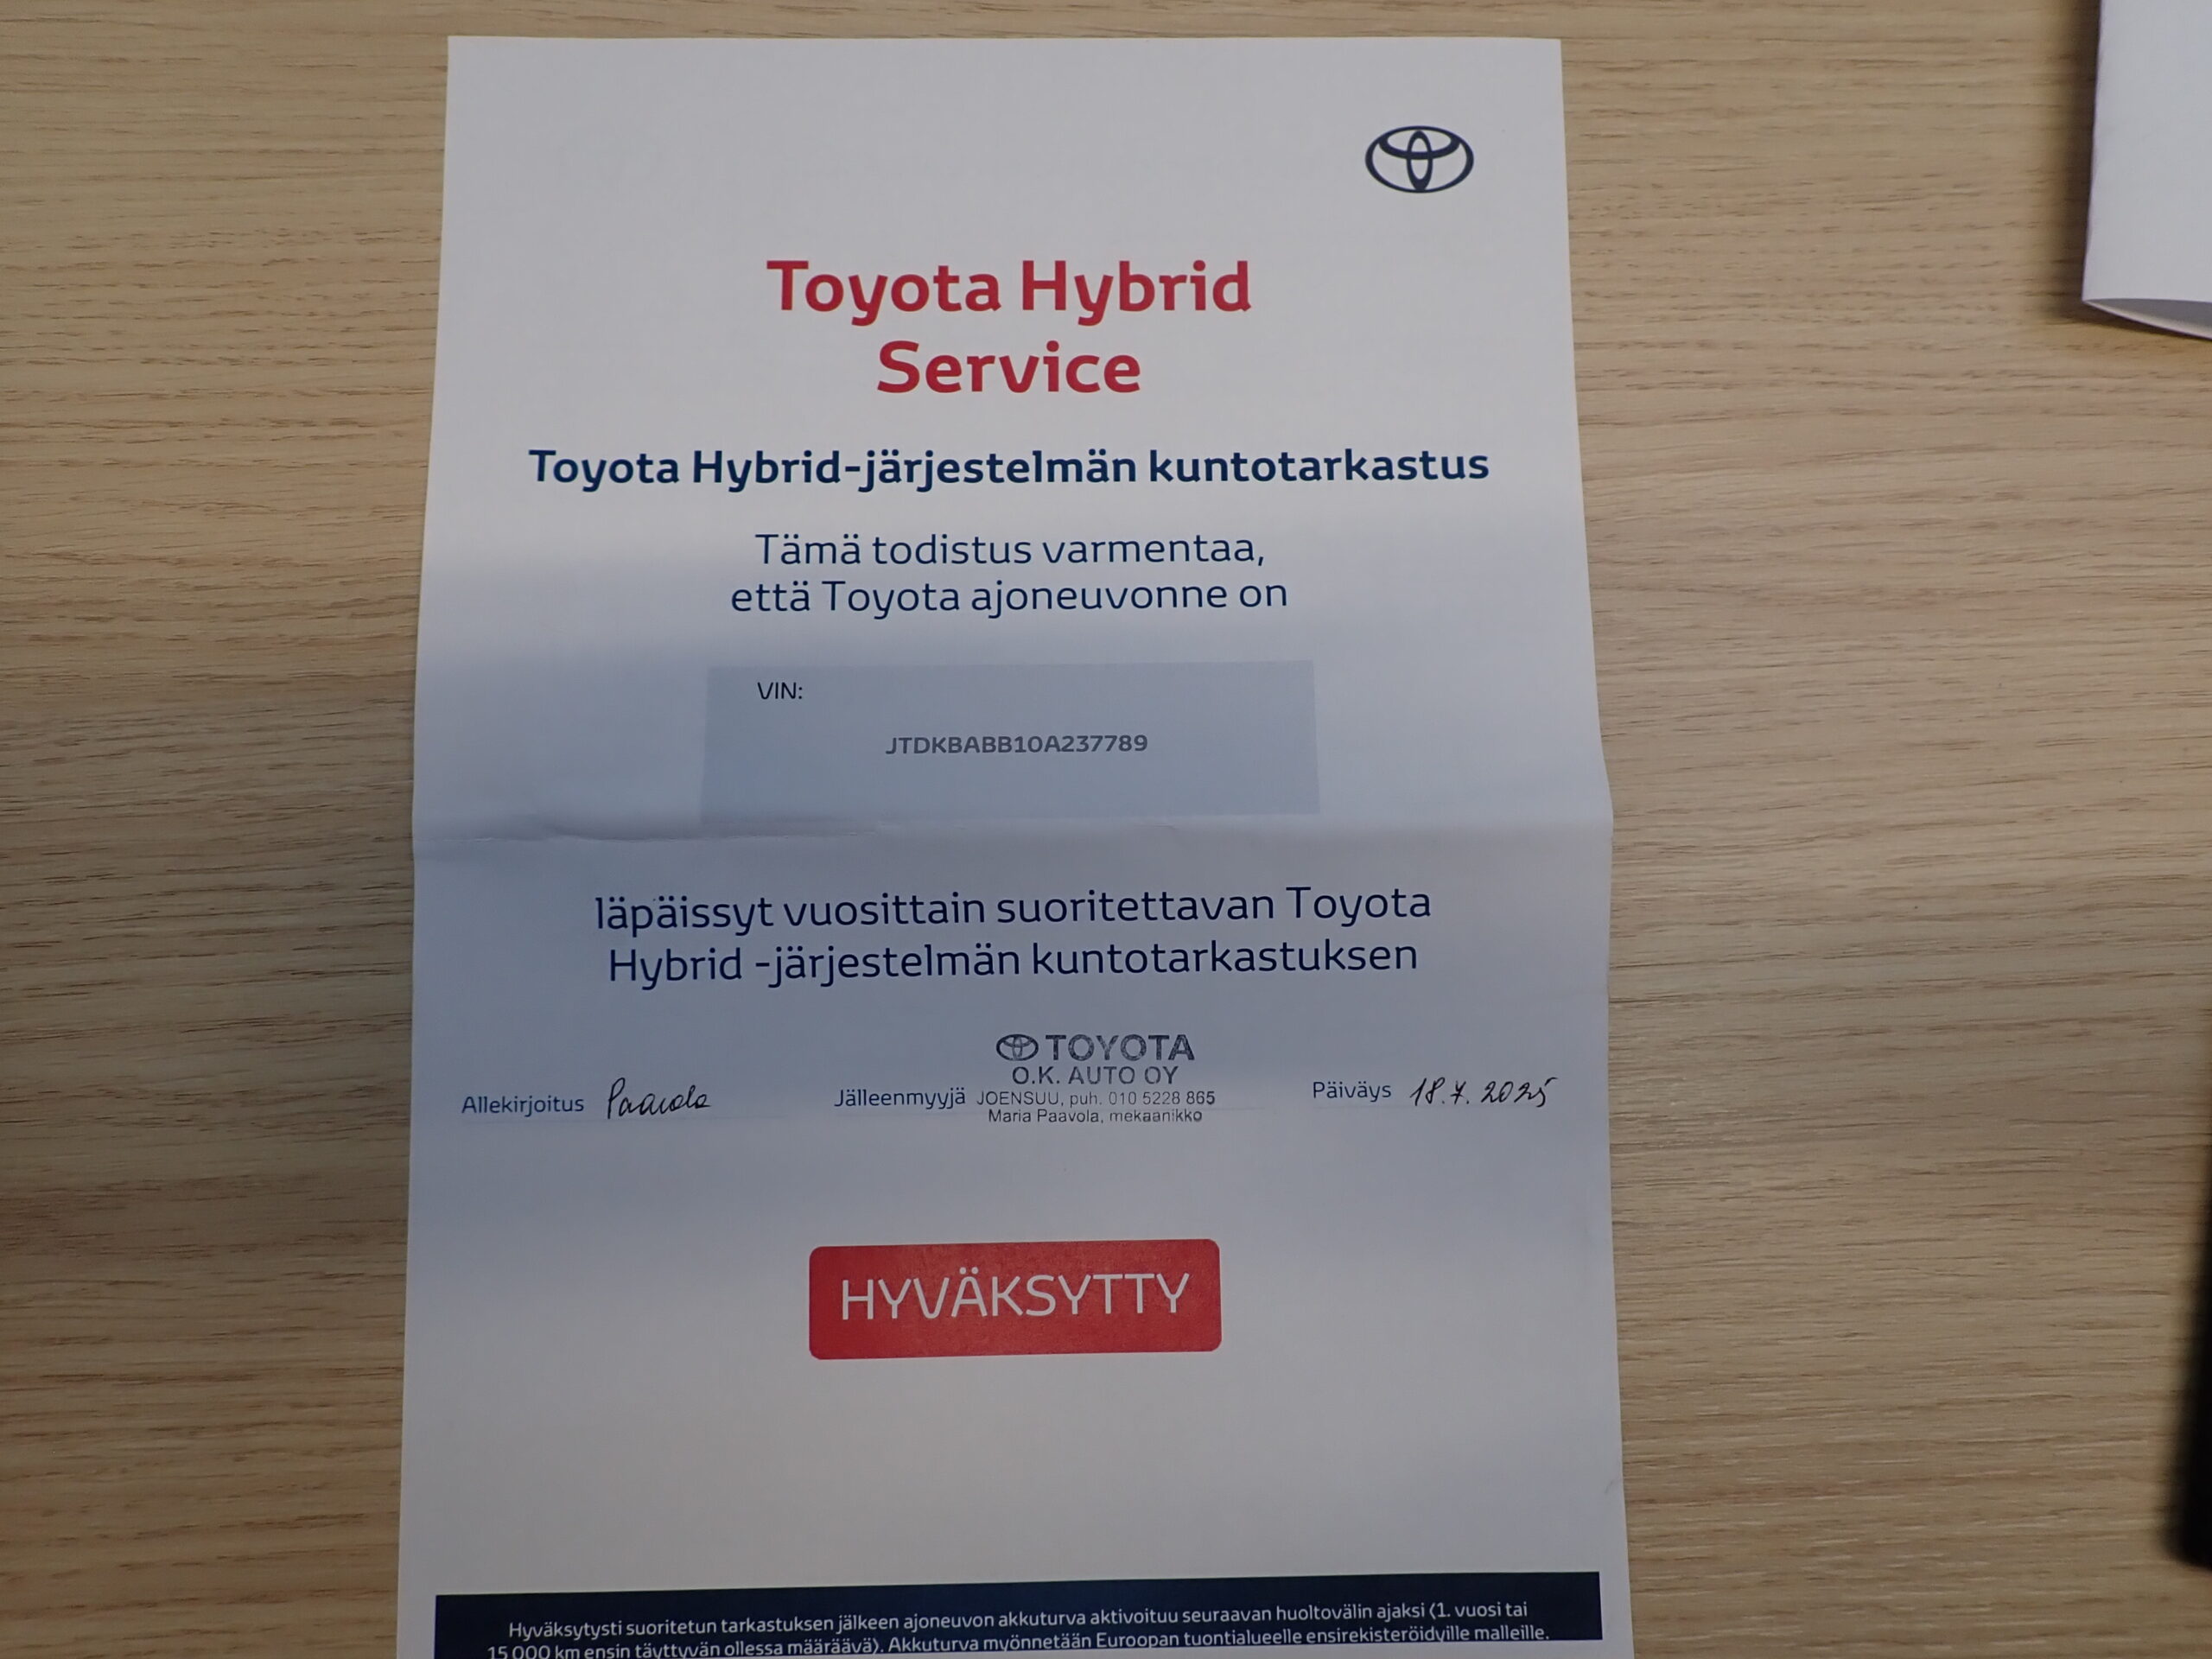 Toyota Hybrid
Service
Toyota Hybrid-järjestelmän kuntotarkastus
Tämä todistus varmentaa,
että Toyota ajoneuvonne on
VIN:
JTDKBABB10A237789
läpäissyt vuosittain suoritettavan Toyota
Hybrid -järjestelmän kuntotarkastuksen
TOYOTA
O.K. AUTO OY
Allekirjoitus Paavola Jälleenmyyjä JOENSUU, puh. 010 5228 865 Päiväys 18.7.2025
Maria Paavola, mekaanikko
HYVÄKSYTTY
Hyväksytysti suoritetun tarkastuksen jälkeen ajoneuvon akkuturva aktivoituu seuraavan huoltovälin ajaksi (1. vuosi tai
15 000 km ensin täyttyvän ollessa määräävä). Akkuturva myönnetään Euroopan tuontialueelle ensirekisteröidyille malleille.